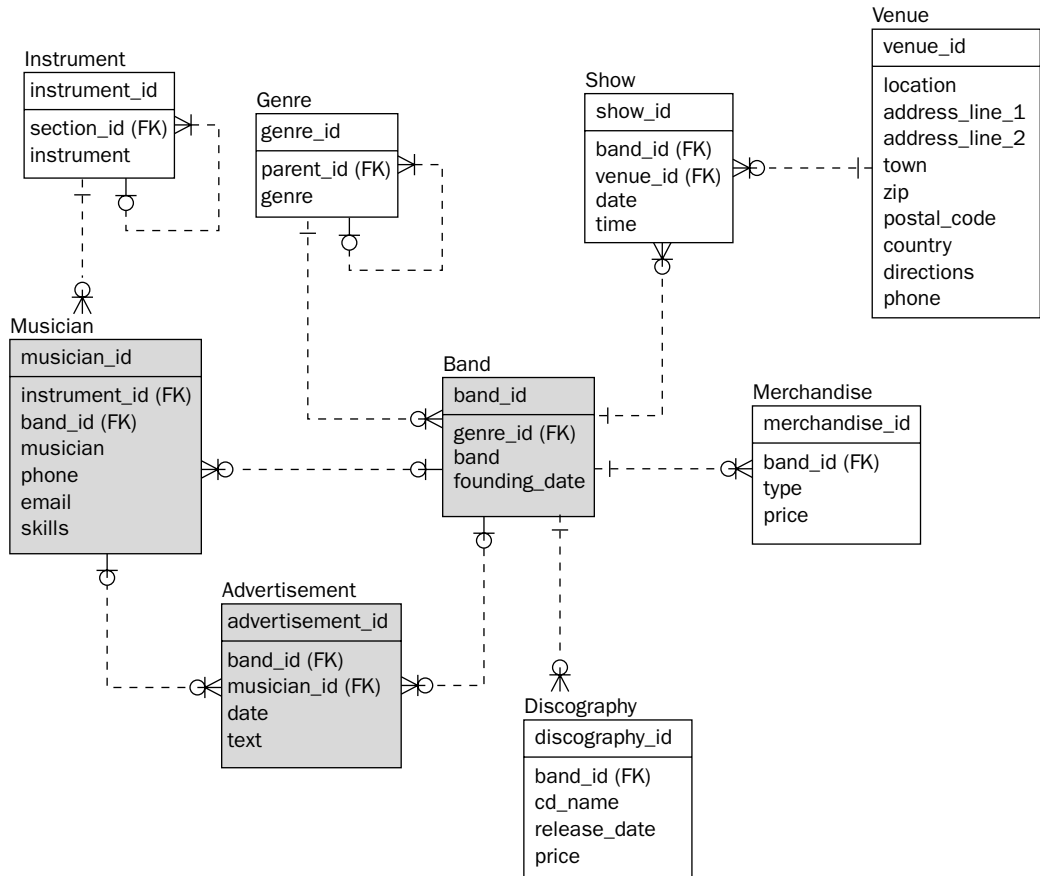 Instrument
instrument_id
section_id (FK)
instrument
Genre
genre_id
parent_id (FK)
genre
Show
show_id
band_id (FK)
venue_id (FK)
date
time
Venue
venue_id
location
address_line_1
address_line_2
town
zip
postal_code
country
directions
phone
Musician
musician_id
instrument_id (FK)
band_id (FK)
musician
phone
email
skills
Band
band_id
genre_id (FK)
band
founding_date
Merchandise
merchandise_id
band_id (FK)
type
price
Advertisement
advertisement_id
band_id (FK)
musician_id (FK)
date
text
Discography
discography_id
band_id (FK)
cd_name
release_date
price